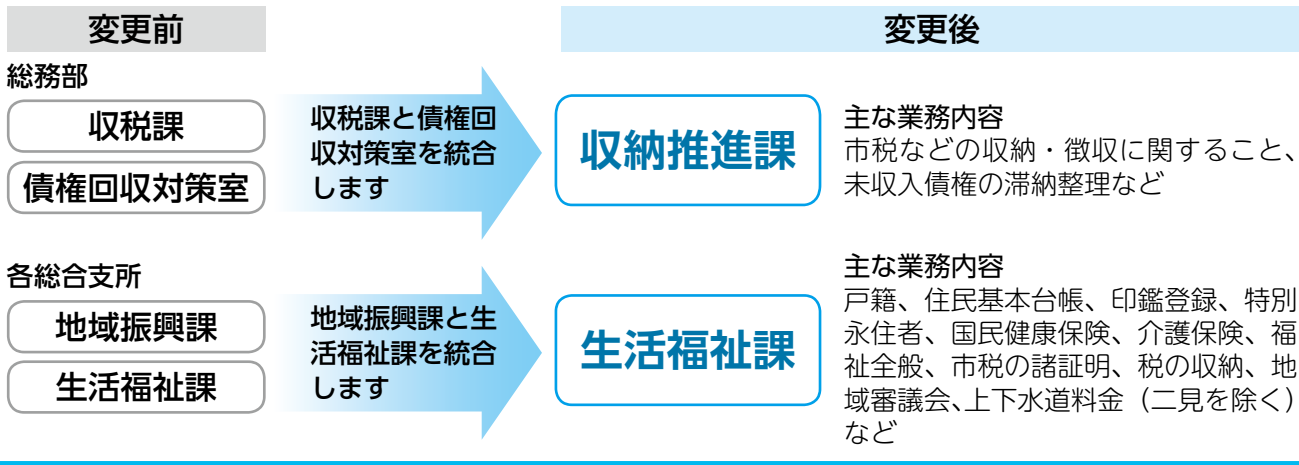 変更前
変更後
総務部
収税課
債権回収対策室
収税課と債権回
収対策室を統合
します
収納推進課
主な業務内容
市税などの収納・徴収に関すること、
未収入債権の滞納整理など
各総合支所
地域振興課
生活福祉課
地域振興課と生
活福祉課を統合
します
生活福祉課
主な業務内容
戸籍、住民基本台帳、印鑑登録、特別
永住者、国民健康保険、介護保険、福
祉全般、市税の諸証明、税の収納、地
域審議会、上下水道料金（二見を除く）
など